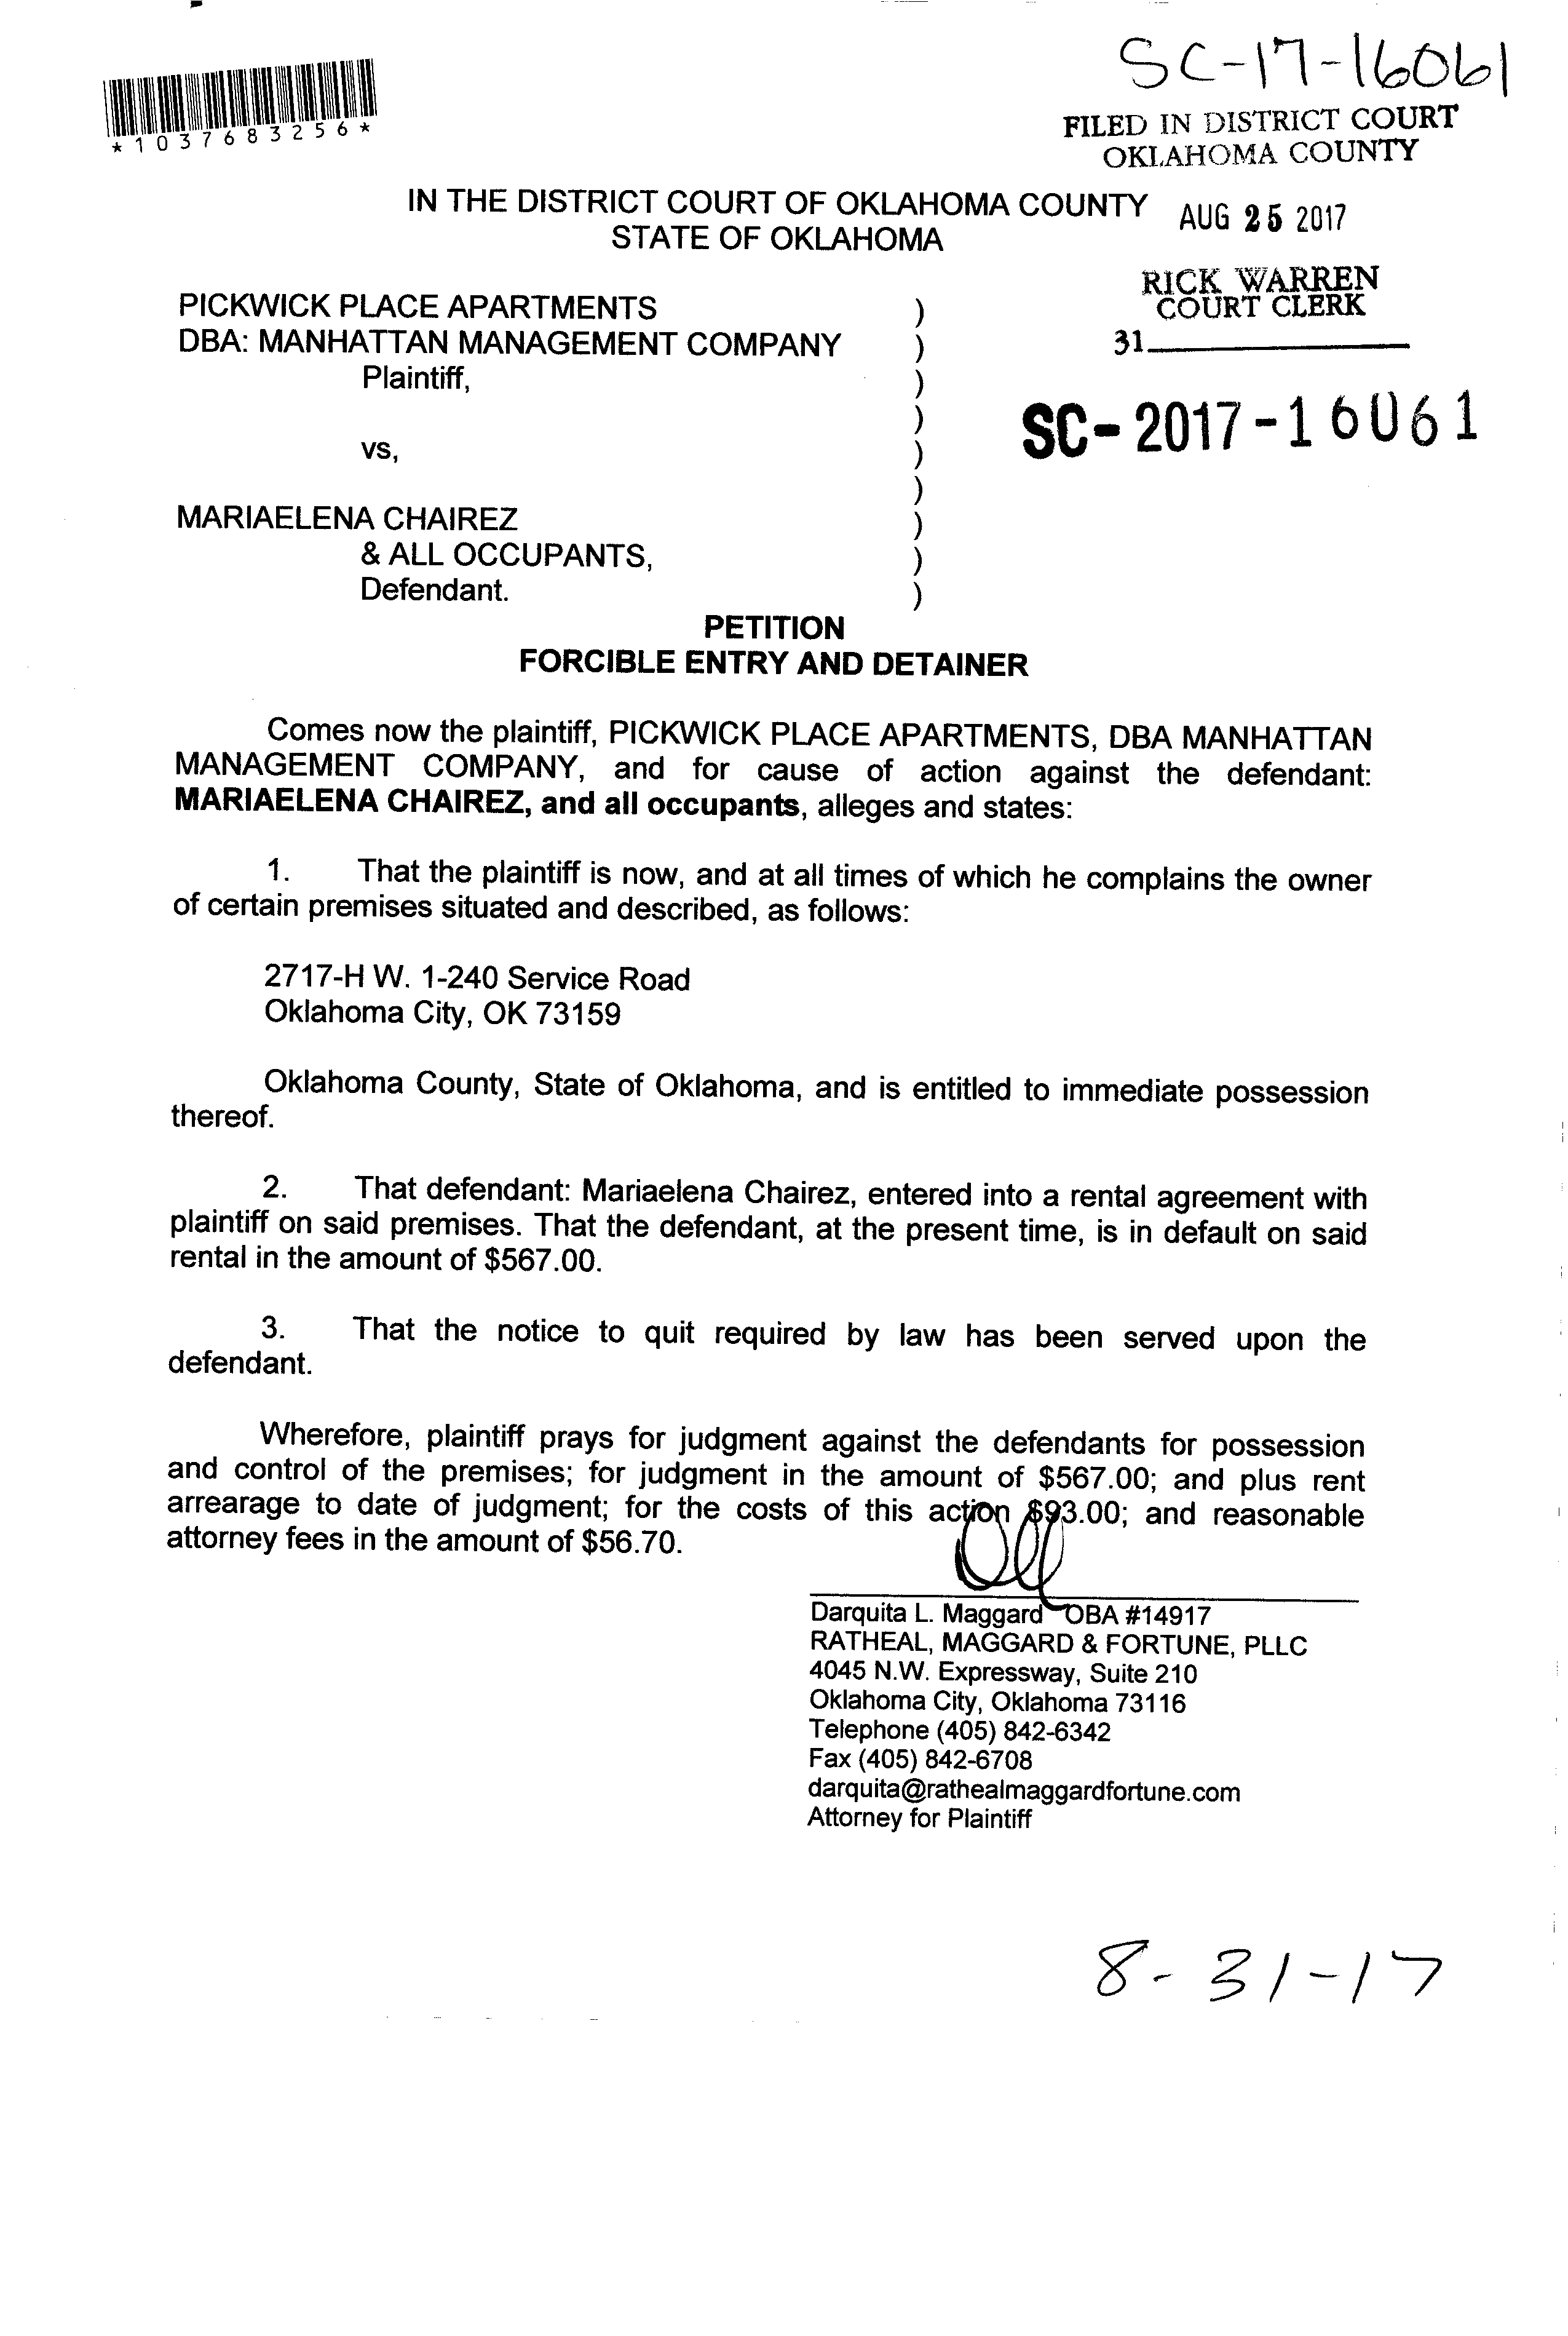 SC-17-16061
*1037683256*
FILED IN DISTRICT COURT
OKLAHOMA COUNTY
IN THE DISTRICT COURT OF OKLAHOMA COUNTY
STATE OF OKLAHOMA
AUG 25 2017
RICK WARREN
COURT CLERK
31
PICKWICK PLACE APARTMENTS )
DBA: MANHATTAN MANAGEMENT COMPANY )
Plaintiff, )
)
vs, )
)
MARIAELENA CHAIREZ )
& ALL OCCUPANTS, )
Defendant. )
SC-2017-16061
PETITION
FORCIBLE ENTRY AND DETAINER
Comes now the plaintiff, PICKWICK PLACE APARTMENTS, DBA MANHATTAN
MANAGEMENT COMPANY, and for cause of action against the defendant:
MARIAELENA CHAIREZ, and all occupants, alleges and states:
1. That the plaintiff is now, and at all times of which he complains the owner
of certain premises situated and described, as follows:
2717-H W. 1-240 Service Road
Oklahoma City, OK 73159
Oklahoma County, State of Oklahoma, and is entitled to immediate possession
thereof.
2. That defendant: Mariaelena Chairez, entered into a rental agreement with
plaintiff on said premises. That the defendant, at the present time, is in default on said
rental in the amount of $567.00.
3. That the notice to quit required by law has been served upon the
defendant.
Wherefore, plaintiff prays for judgment against the defendants for possession
and control of the premises; for judgment in the amount of $567.00; and plus rent
arrearage to date of judgment; for the costs of this action $93.00; and reasonable
attorney fees in the amount of $56.70.
Darquita L. Maggard OBA #14917
RATHEAL, MAGGARD & FORTUNE, PLLC
4045 N.W. Expressway, Suite 210
Oklahoma City, Oklahoma 73116
Telephone (405) 842-6342
Fax (405) 842-6708
darquita@rathealmaggardfortune.com
Attorney for Plaintiff
8-31-17